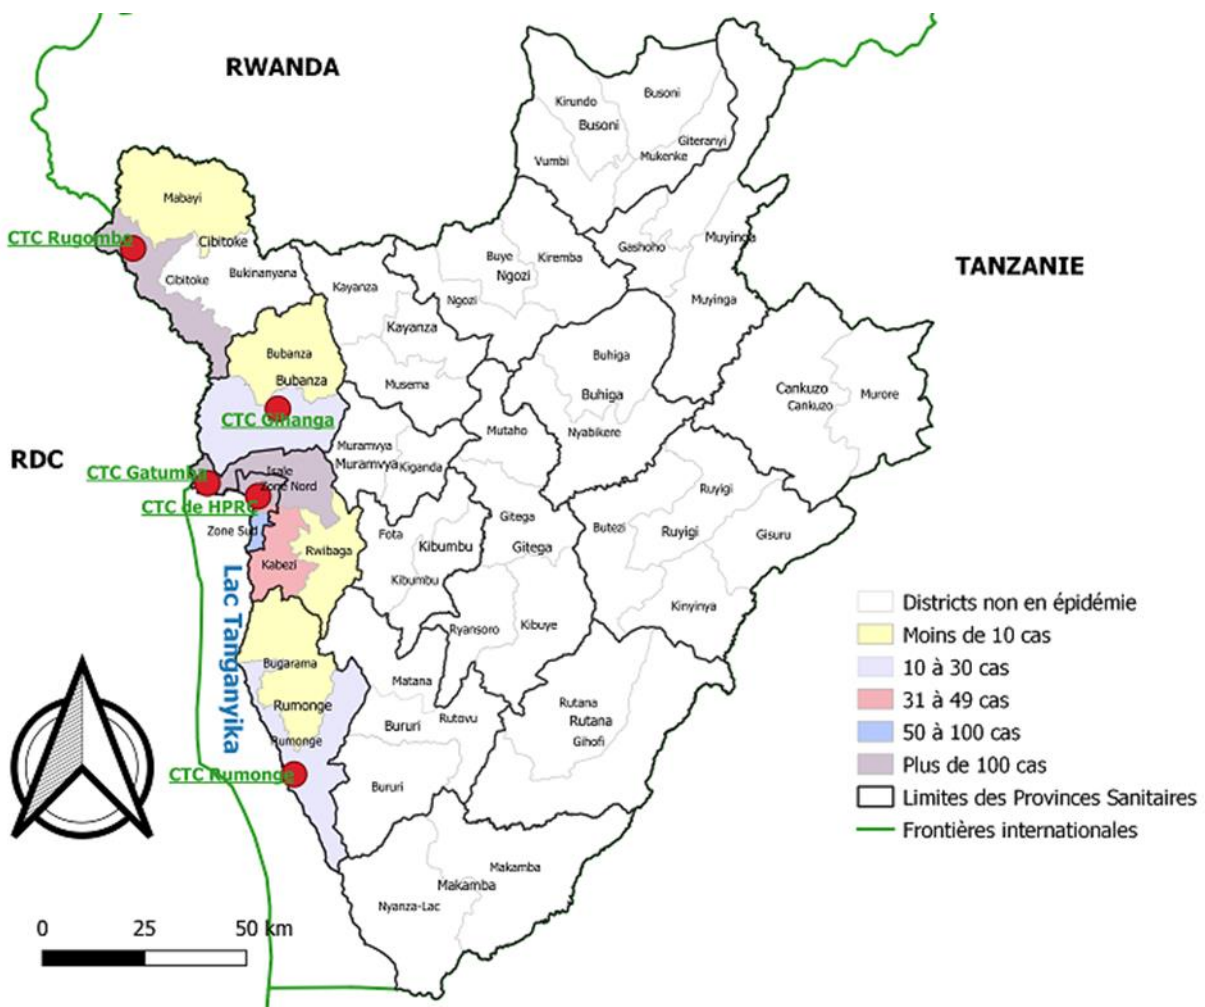 RWANDA
Busoni
Kirundo
Busoni
Giteranyi
Vumbi
Mukenke
Mabayi
CTC Rugombo
Cibitoke
Muyinga
Gashoho
Buye
Kiremba
Ngozi
TANZANIE
Cibitoke
Bukinanyana
Kayanza
Ngozi
Muyinga
Kayanza
Bubanza
Buhiga
Bubanza
Musema
Cankuzo
Murore
Buhiga
Cankuzo
CTC Gihanga
Mutaho
Nyabikere
Muramvya
RDC
CTC Gatumba
Isale
Muramvya
Kiganda
Zone Nord
Ruyigi
CTC de HPRC
Gitega
Zone Sud
Fota
Butezi
Ruyigi
Gisuru
Kibumbu
Gitega
Rwibaga
Kabezi
Kibumbu
Lac Tanganyika
Kinyinya
Ryansoro
Kibuye
Bugarama
Matana
Rutana
Rumonge
Rutovu
Bururi
Rutana
Rumonge
Gihofi
CTC Rumonge
Bururi
Makamba
Makamba
Nyanza-Lac
Districts non en épidémie
Moins de 10 cas
10 à 30 cas
31 à 49 cas
50 à 100 cas
Plus de 100 cas
Limites des Provinces Sanitaires
Frontières internationales
0 25 50 km